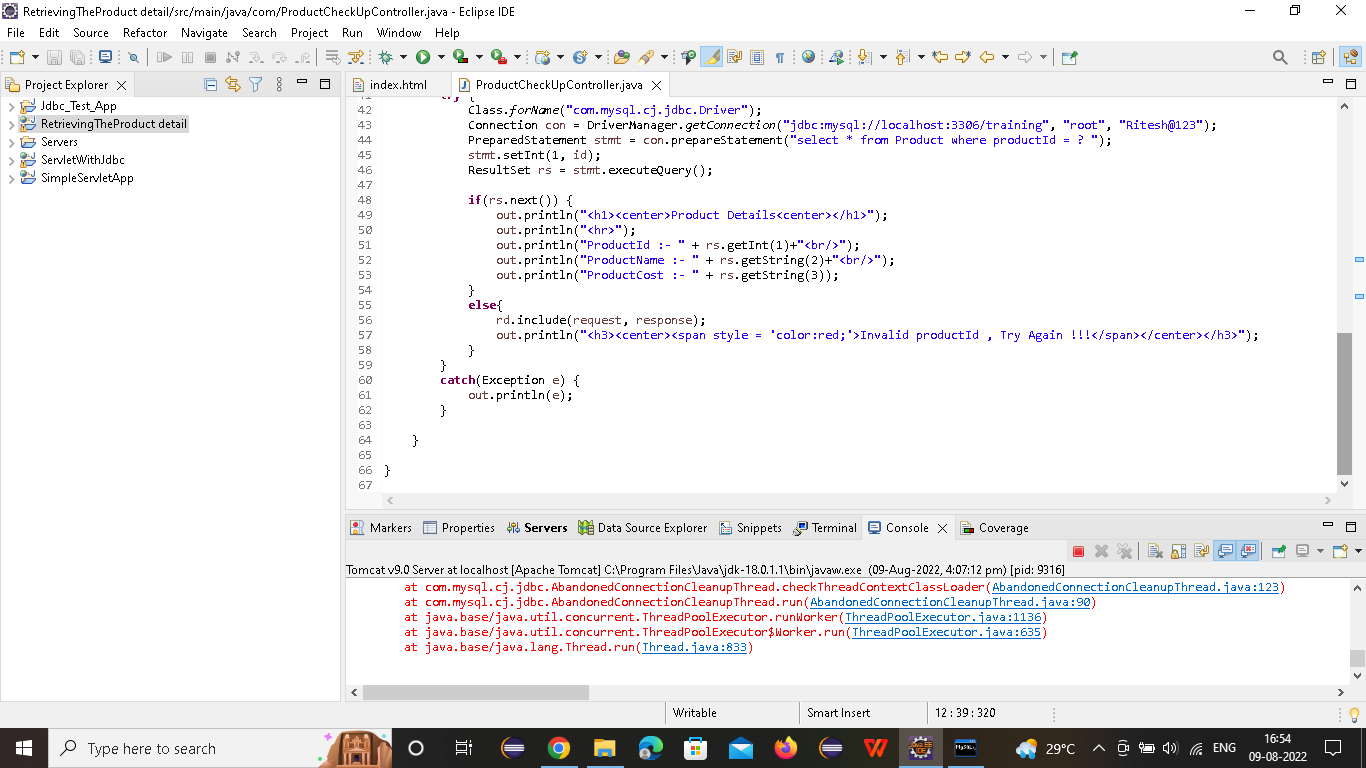 RetrievingTheProduct detail/src/main/java/com/ProductCheckUpController.java - Eclipse IDE
File Edit Source Refactor Navigate Search Project Run Window Help
Project Explorer
Jdbc_Test_App
RetrievingTheProduct detail
Servers
ServletWithJdbc
SimpleServletApp
index.html ProductCheckUpController.java
42 Class.forName("com.mysql.cj.jdbc.Driver");
43 Connection con = DriverManager.getConnection("jdbc:mysql://localhost:3306/training", "root", "Ritesh@123");
44 PreparedStatement stmt = con.prepareStatement("select * from Product where productId = ? ");
45 stmt.setInt(1, id);
46 ResultSet rs = stmt.executeQuery();
47
48 if(rs.next()) {
49 out.println("<h1><center>Product Details<center></h1>");
50 out.println("<hr>");
51 out.println("ProductId :- " + rs.getInt(1)+"<br/>");
52 out.println("ProductName :- " + rs.getString(2)+"<br/>");
53 out.println("ProductCost :- " + rs.getString(3));
54 }
55 else{
56 rd.include(request, response);
57 out.println("<h3><center><span style = 'color:red;'>Invalid productId , Try Again !!!</span></center></h3>");
58 }
59 }
60 catch(Exception e) {
61 out.println(e);
62 }
63
64 }
65
66 }
67
Markers Properties Servers Data Source Explorer Snippets Terminal Console Coverage
Tomcat v9.0 Server at localhost [Apache Tomcat] C:\Program Files\Java\jdk-18.0.1.1\bin\javaw.exe (09-Aug-2022, 4:07:12 pm) [pid: 9316]
at com.mysql.cj.jdbc.AbandonedConnectionCleanupThread.checkThreadContextClassLoader(AbandonedConnectionCleanupThread.java:123)
at com.mysql.cj.jdbc.AbandonedConnectionCleanupThread.run(AbandonedConnectionCleanupThread.java:90)
at java.base/java.util.concurrent.ThreadPoolExecutor.runWorker(ThreadPoolExecutor.java:1136)
at java.base/java.util.concurrent.ThreadPoolExecutor$Worker.run(ThreadPoolExecutor.java:635)
at java.base/java.lang.Thread.run(Thread.java:833)
Writable Smart Insert 12 : 39 : 320
Type here to search
29°C ENG
16:54
09-08-2022